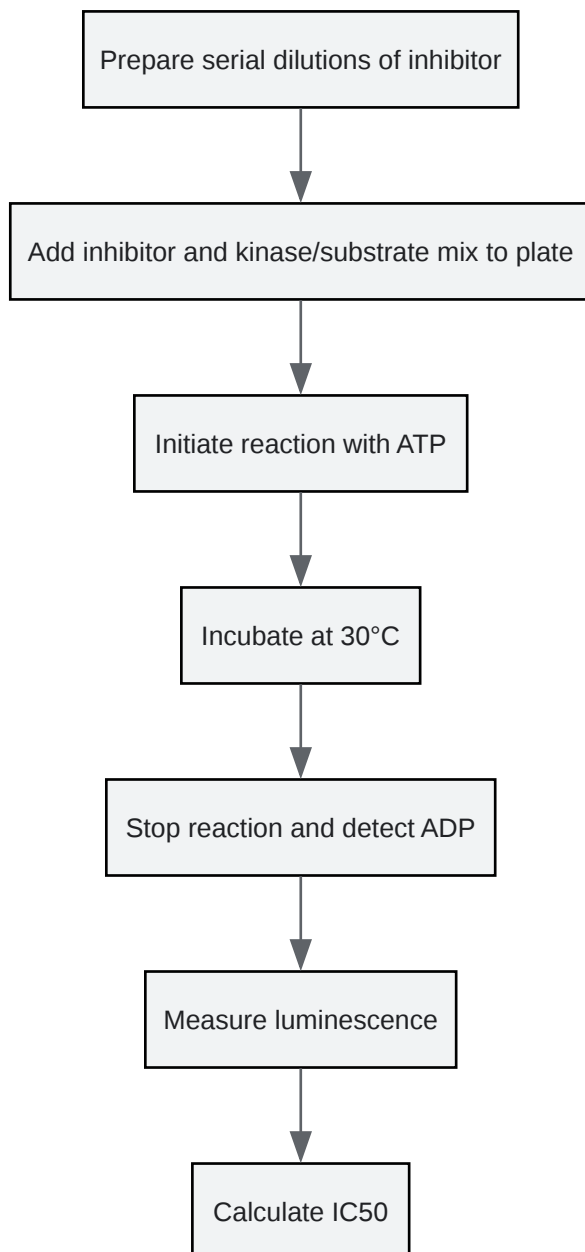 Prepare serial dilutions of inhibitor
Add inhibitor and kinase/substrate mix to plate
Initiate reaction with ATP
Incubate at 30°C
Stop reaction and detect ADP
Measure luminescence
Calculate IC50